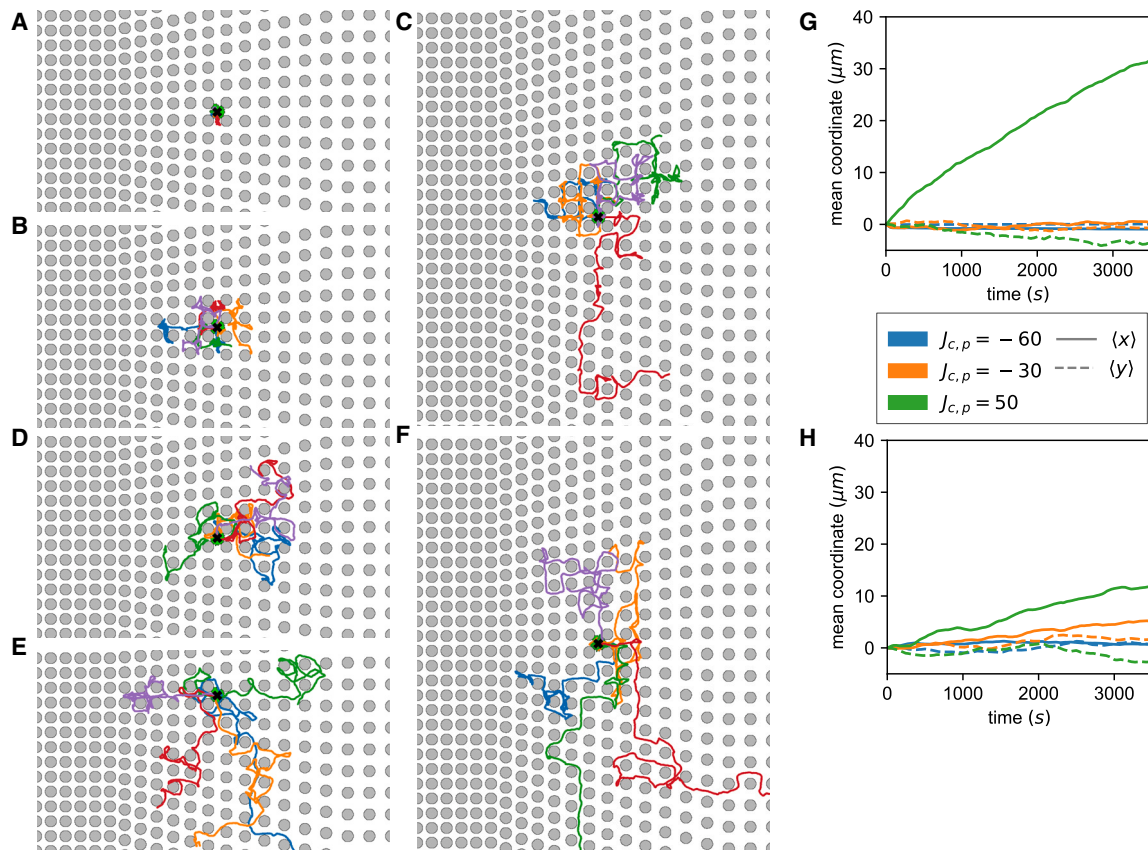 A
B
D
E
C
F
G
mean coordinate (μm)
40
30
20
10
0
0 1000 2000 3000
time (s)
J_{c,p} = − 60 ⟨x⟩
J_{c,p} = − 30 ⟨y⟩
J_{c,p} = 50
H
mean coordinate (μm)
40
30
20
10
0
0 1000 2000 3000
time (s)